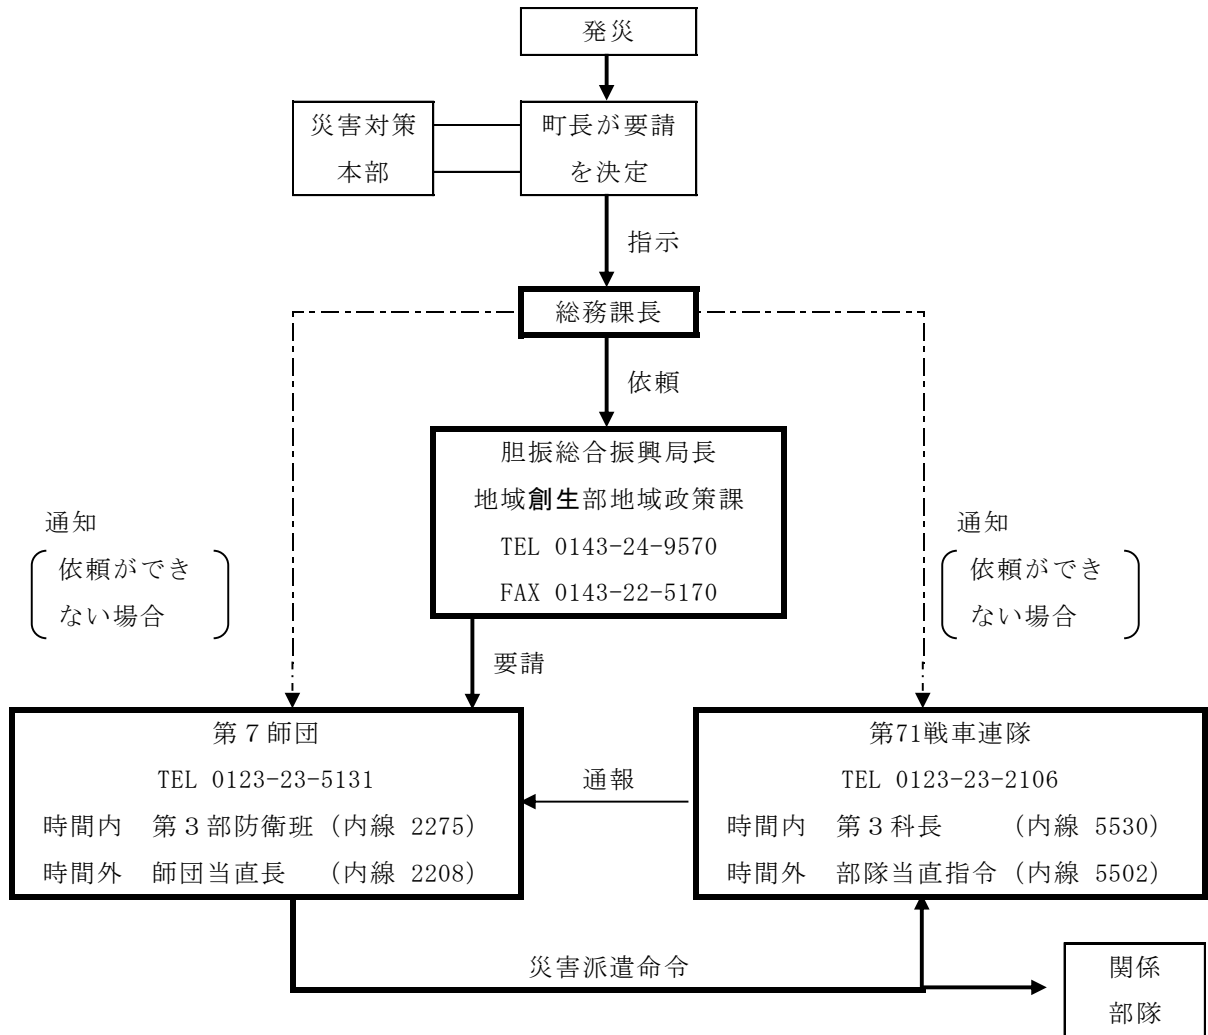 発災
災害対策
本部
町長が要請
を決定
指示
総務課長
依頼
胆振総合振興局長
地域創生部地域政策課
TEL 0143-24-9570
FAX 0143-22-5170
通知
依頼ができ
ない場合
通知
依頼ができ
ない場合
要請
第７師団
TEL 0123-23-5131
時間内 第３部防衛班（内線 2275）
時間外 師団当直長 （内線 2208）
通報
第71戦車連隊
TEL 0123-23-2106
時間内 第３科長 （内線 5530）
時間外 部隊当直指令（内線 5502）
災害派遣命令
関係
部隊